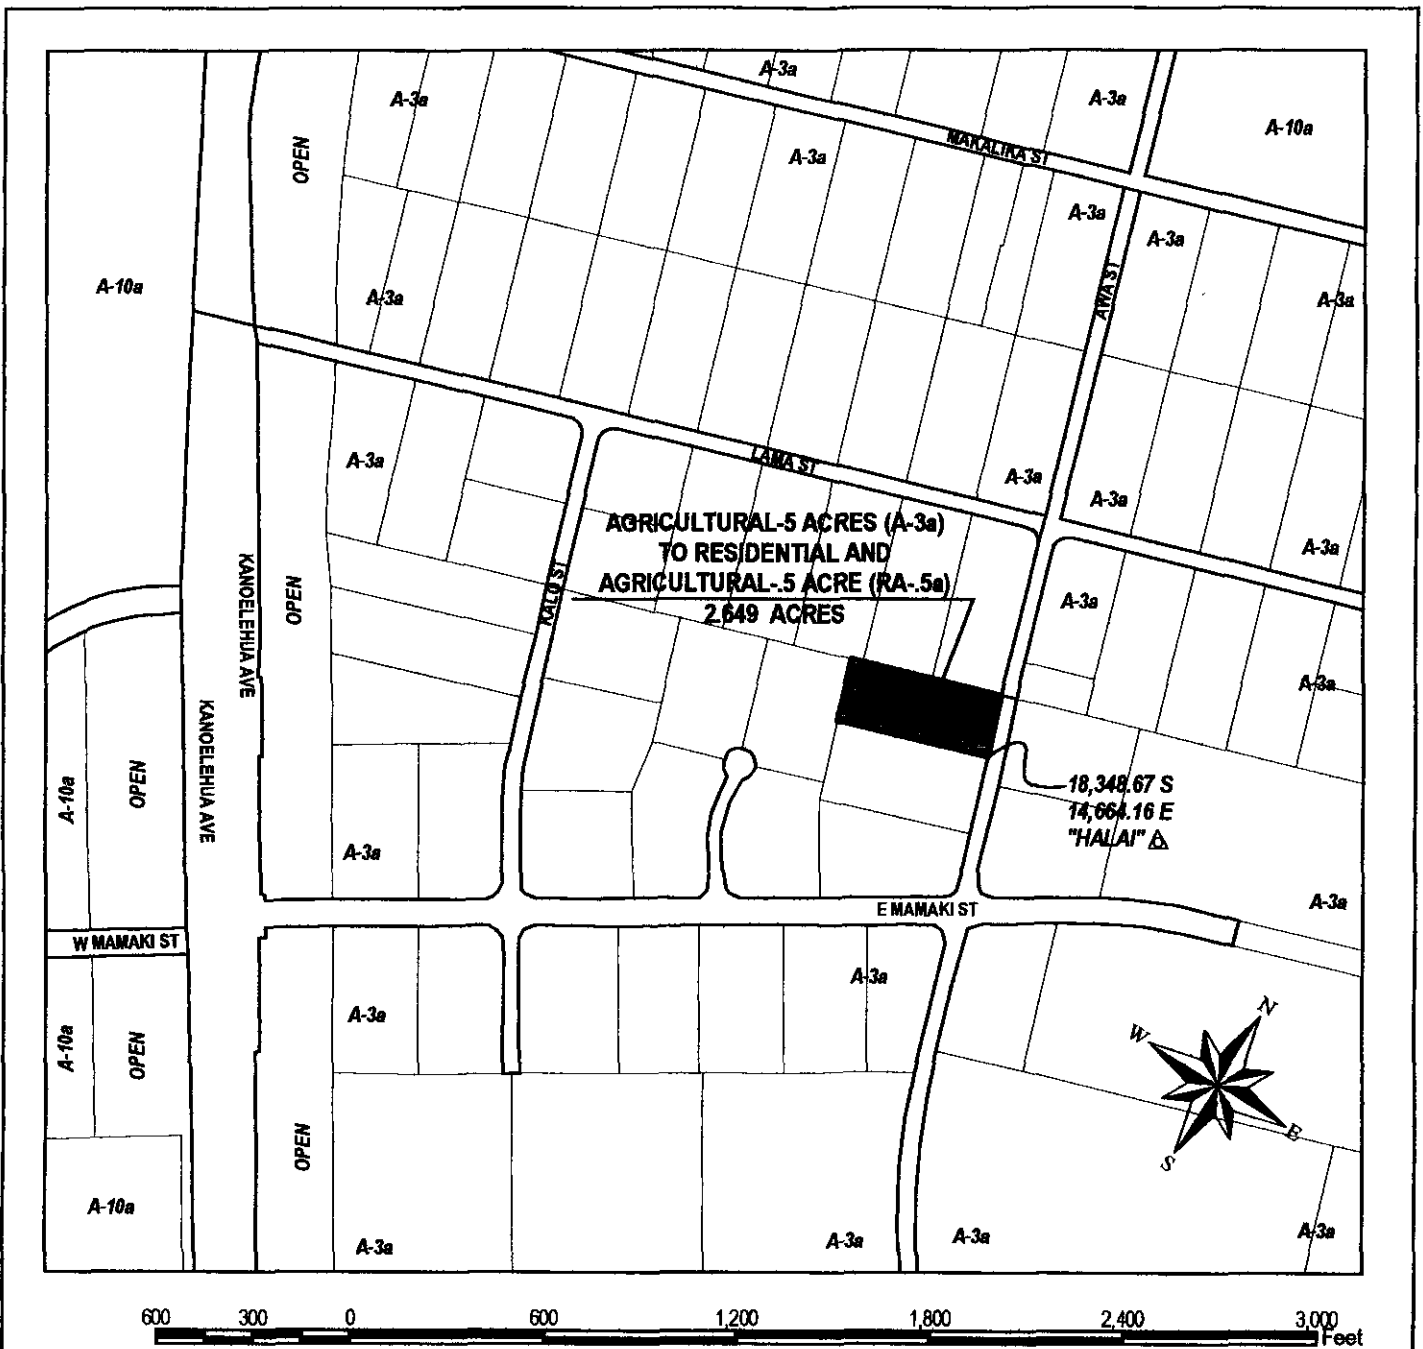 A-3a
A-3a
A-3a
A-10a
OPEN
A-3a
MAKALIKA ST
A-3a
A-3a
A-10a
A-3a
AWA ST
A-3a
A-3a
LAMA ST
A-3a
A-3a
AGRICULTURAL-5 ACRES (A-3a)
TO RESIDENTIAL AND
AGRICULTURAL-.5 ACRE (RA-.5a)
2.649 ACRES
A-3a
KALO ST
KANOELEHUA AVE
OPEN
A-3a
A-3a
KANOELEHUA AVE
A-10a
OPEN
18,348.67 S
14,664.16 E
"HALAI"
A-3a
A-3a
E MAMAKI ST
W MAMAKI ST
A-3a
A-3a
A-10a
OPEN
N
W
E
S
OPEN
A-10a
A-3a
A-3a
A-3a
A-3a
600 300 0 600 1,200 1,800 2,400 3,000
Feet